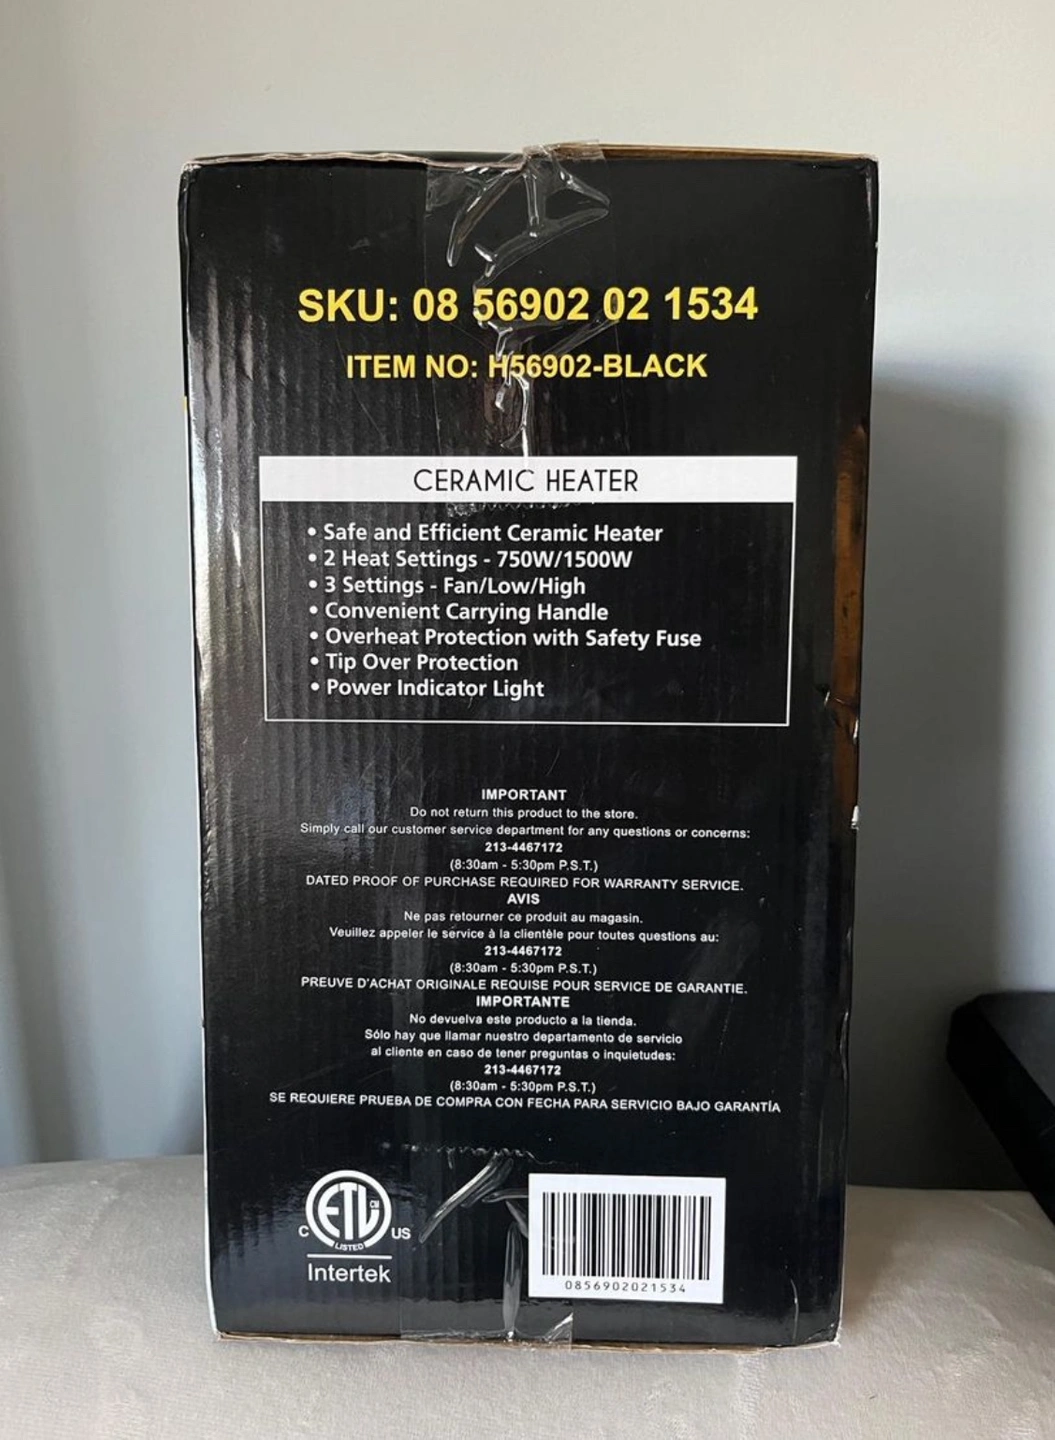 SKU: 08 56902 02 1534
ITEM NO: H56902-BLACK
CERAMIC HEATER
• Safe and Efficient Ceramic Heater
• 2 Heat Settings - 750W/1500W
• 3 Settings - Fan/Low/High
• Convenient Carrying Handle
• Overheat Protection with Safety Fuse
• Tip Over Protection
• Power Indicator Light
IMPORTANT
Do not return this product to the store.
Simply call our customer service department for any questions or concerns:
213-4467172
(8:30am - 5:30pm P.S.T.)
DATED PROOF OF PURCHASE REQUIRED FOR WARRANTY SERVICE.
AVIS
Ne pas retourner ce produit au magasin.
Veuillez appeler le service à la clientèle pour toutes questions au:
213-4467172
(8:30am - 5:30pm P.S.T.)
PREUVE D'ACHAT ORIGINALE REQUISE POUR SERVICE DE GARANTIE.
IMPORTANTE
No devuelva este producto a la tienda.
Sólo hay que llamar nuestro departamento de servicio
al cliente en caso de tener preguntas o inquietudes:
213-4467172
(8:30am - 5:30pm P.S.T.)
SE REQUIERE PRUEBA DE COMPRA CON FECHA PARA SERVICIO BAJO GARANTÍA
ETL CM
C LISTED US
Intertek
0856902021534